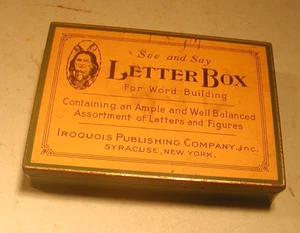 See and Say
LETTER BOX
For Word Building
Containing an Ample and Well Balanced
Assortment of Letters and Figures
IROQUOIS PUBLISHING COMPANY, Inc.
SYRACUSE, NEW YORK.